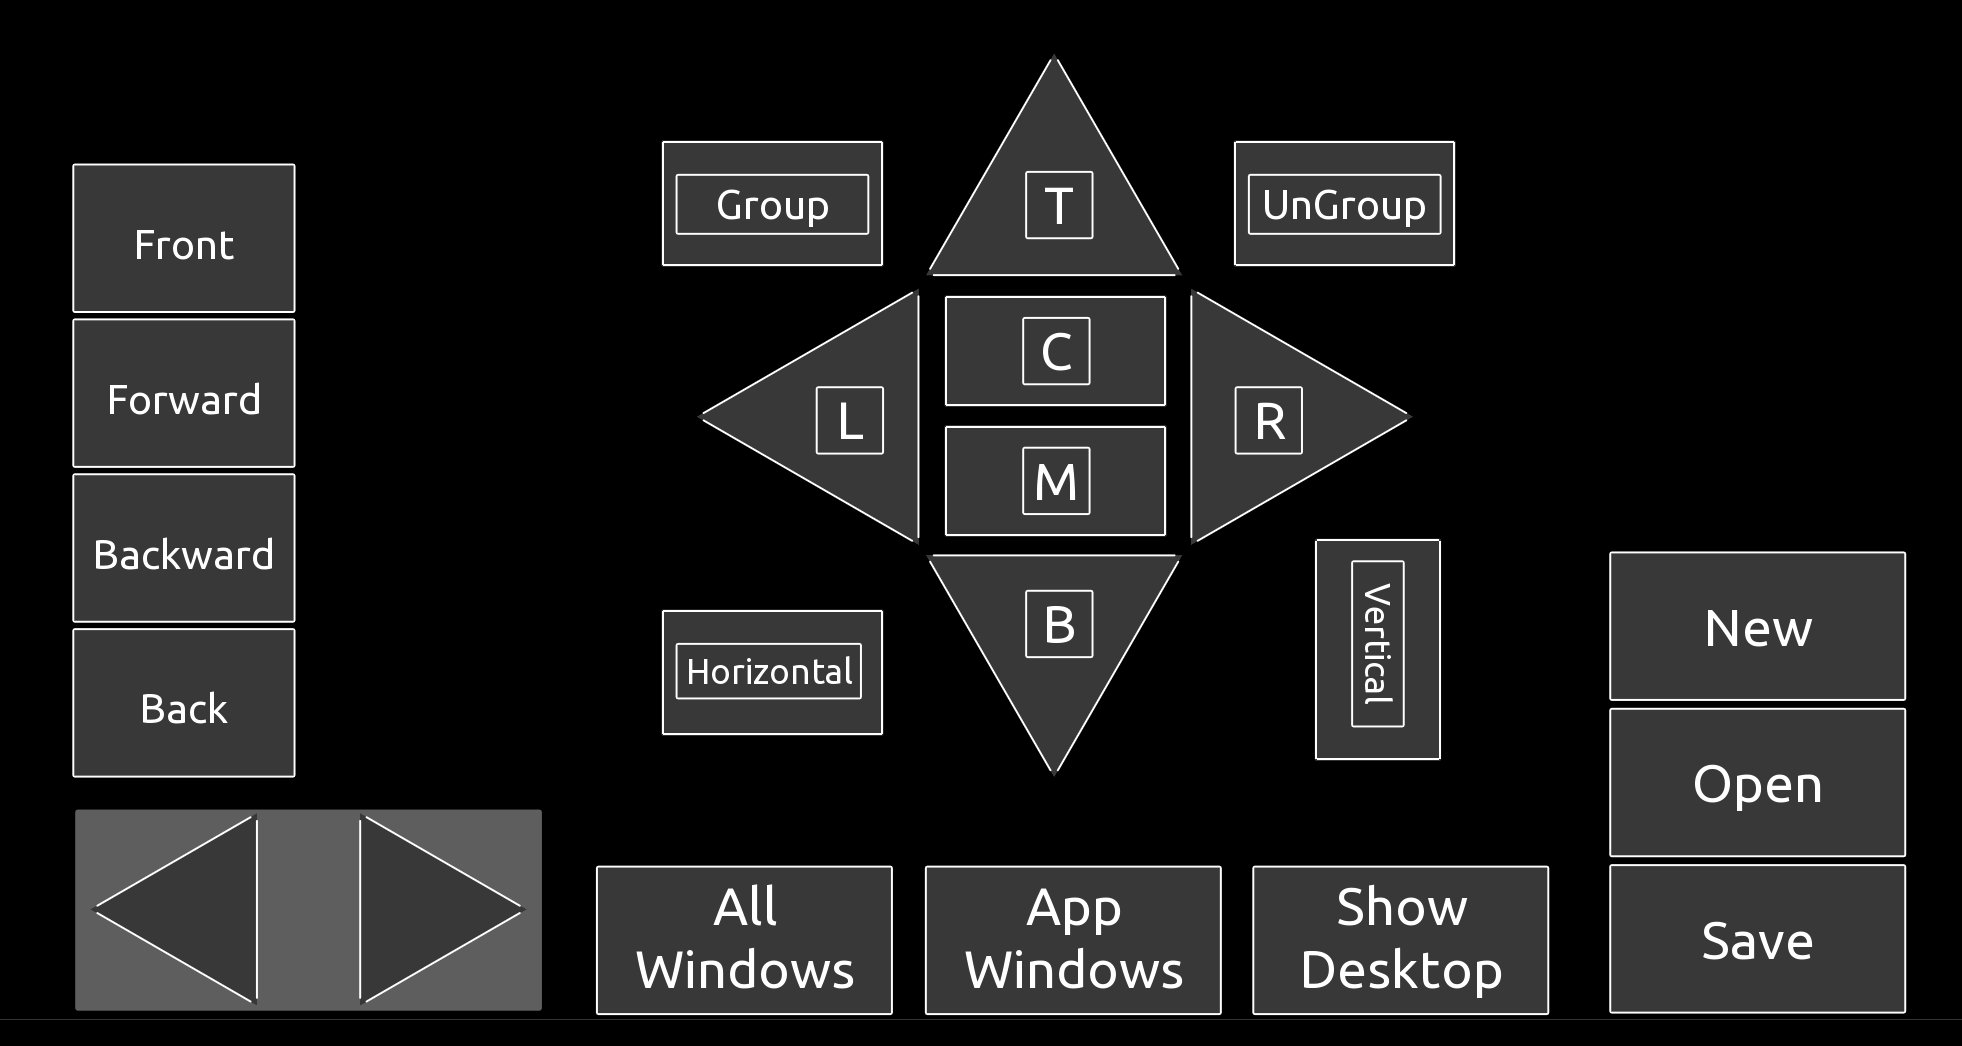 Front
Forward
Backward
Back
Group
T
UnGroup
L
C
R
M
B
Horizontal
Vertical
New
Open
Save
All
Windows
App
Windows
Show
Desktop